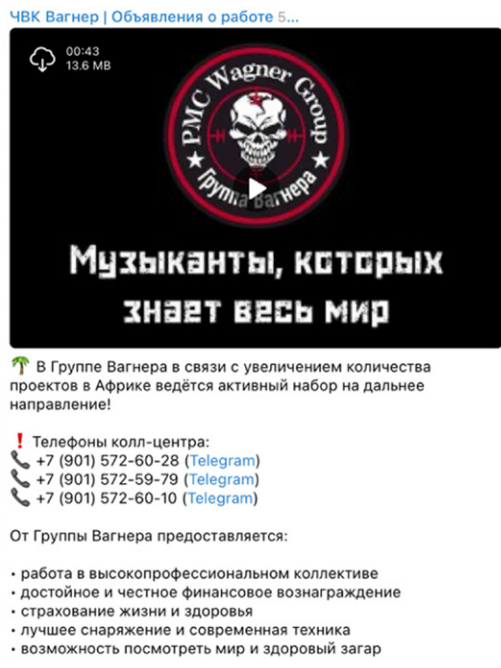 ЧВК Вагнер | Объявления о работе 5...
00:43
13.6 MB
PMC Wagner Group
Группа Вагнера
Музыканты, которых
знает весь мир
🌴 В Группе Вагнера в связи с увеличением количества
проектов в Африке ведётся активный набор на дальнее
направление!
❗ Телефоны колл-центра:
📞 +7 (901) 572-60-28 (Telegram)
📞 +7 (901) 572-59-79 (Telegram)
📞 +7 (901) 572-60-10 (Telegram)
От Группы Вагнера предоставляется:
• работа в высокопрофессиональном коллективе
• достойное и честное финансовое вознаграждение
• страхование жизни и здоровья
• лучшее снаряжение и современная техника
• возможность посмотреть мир и здоровый загар